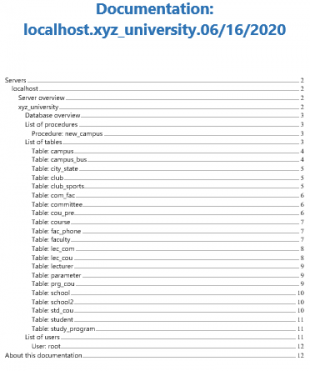 Documentation:
localhost.xyz_university.06/16/2020
Servers 2
localhost 2
Server overview 2
xyz_university 2
Database overview 3
List of procedures 3
Procedure: new_campus 3
List of tables 3
Table: campus 4
Table: campus_bus 4
Table: city_state 5
Table: club 5
Table: club_sports 5
Table: com_fac 6
Table: committee 6
Table: cou_pre 6
Table: course 7
Table: fac_phone 7
Table: faculty 7
Table: lec_com 8
Table: lec_cou 8
Table: lecturer 9
Table: parameter 9
Table: prg_cou 9
Table: school 10
Table: school2 10
Table: std_cou 10
Table: student 11
Table: study_program 11
List of users 11
User: root 12
About this documentation 12